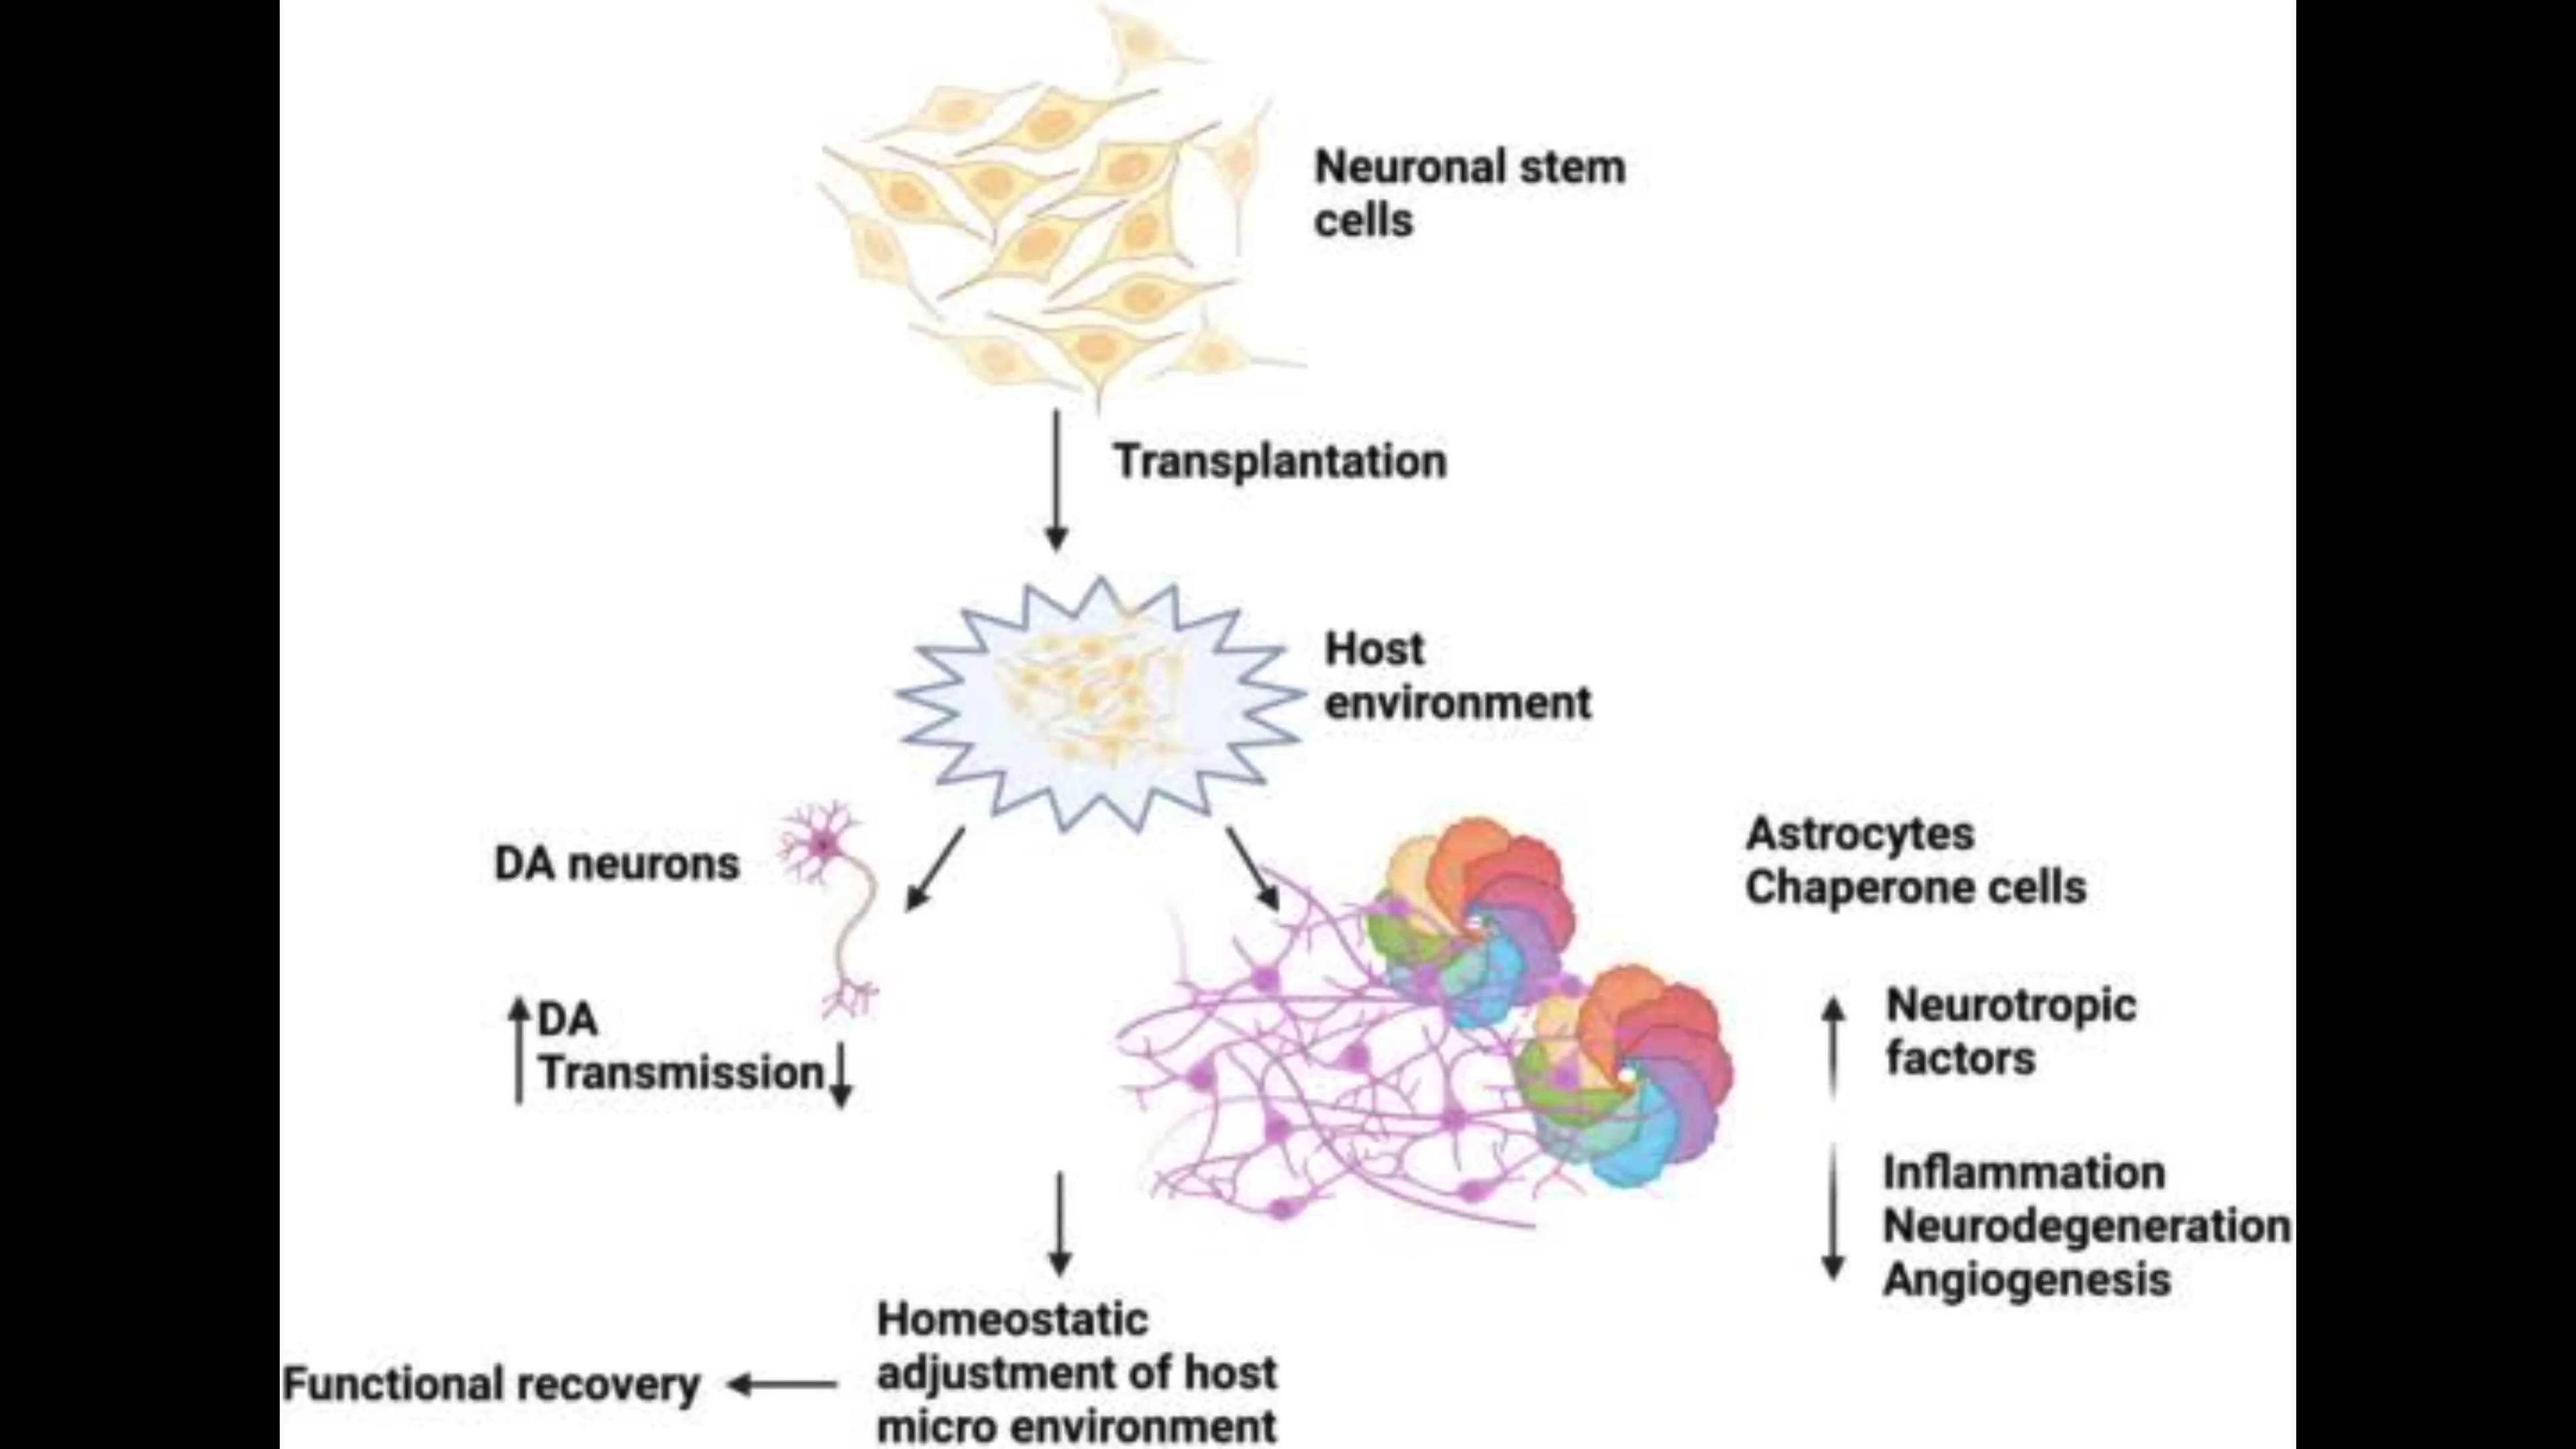 Neuronal stem
cells
Transplantation
Host
environment
DA neurons
Astrocytes
Chaperone cells
DA
Transmission
Neurotropic
factors
Inflammation
Neurodegeneration
Angiogenesis
Homeostatic
adjustment of host
micro environment
Functional recovery